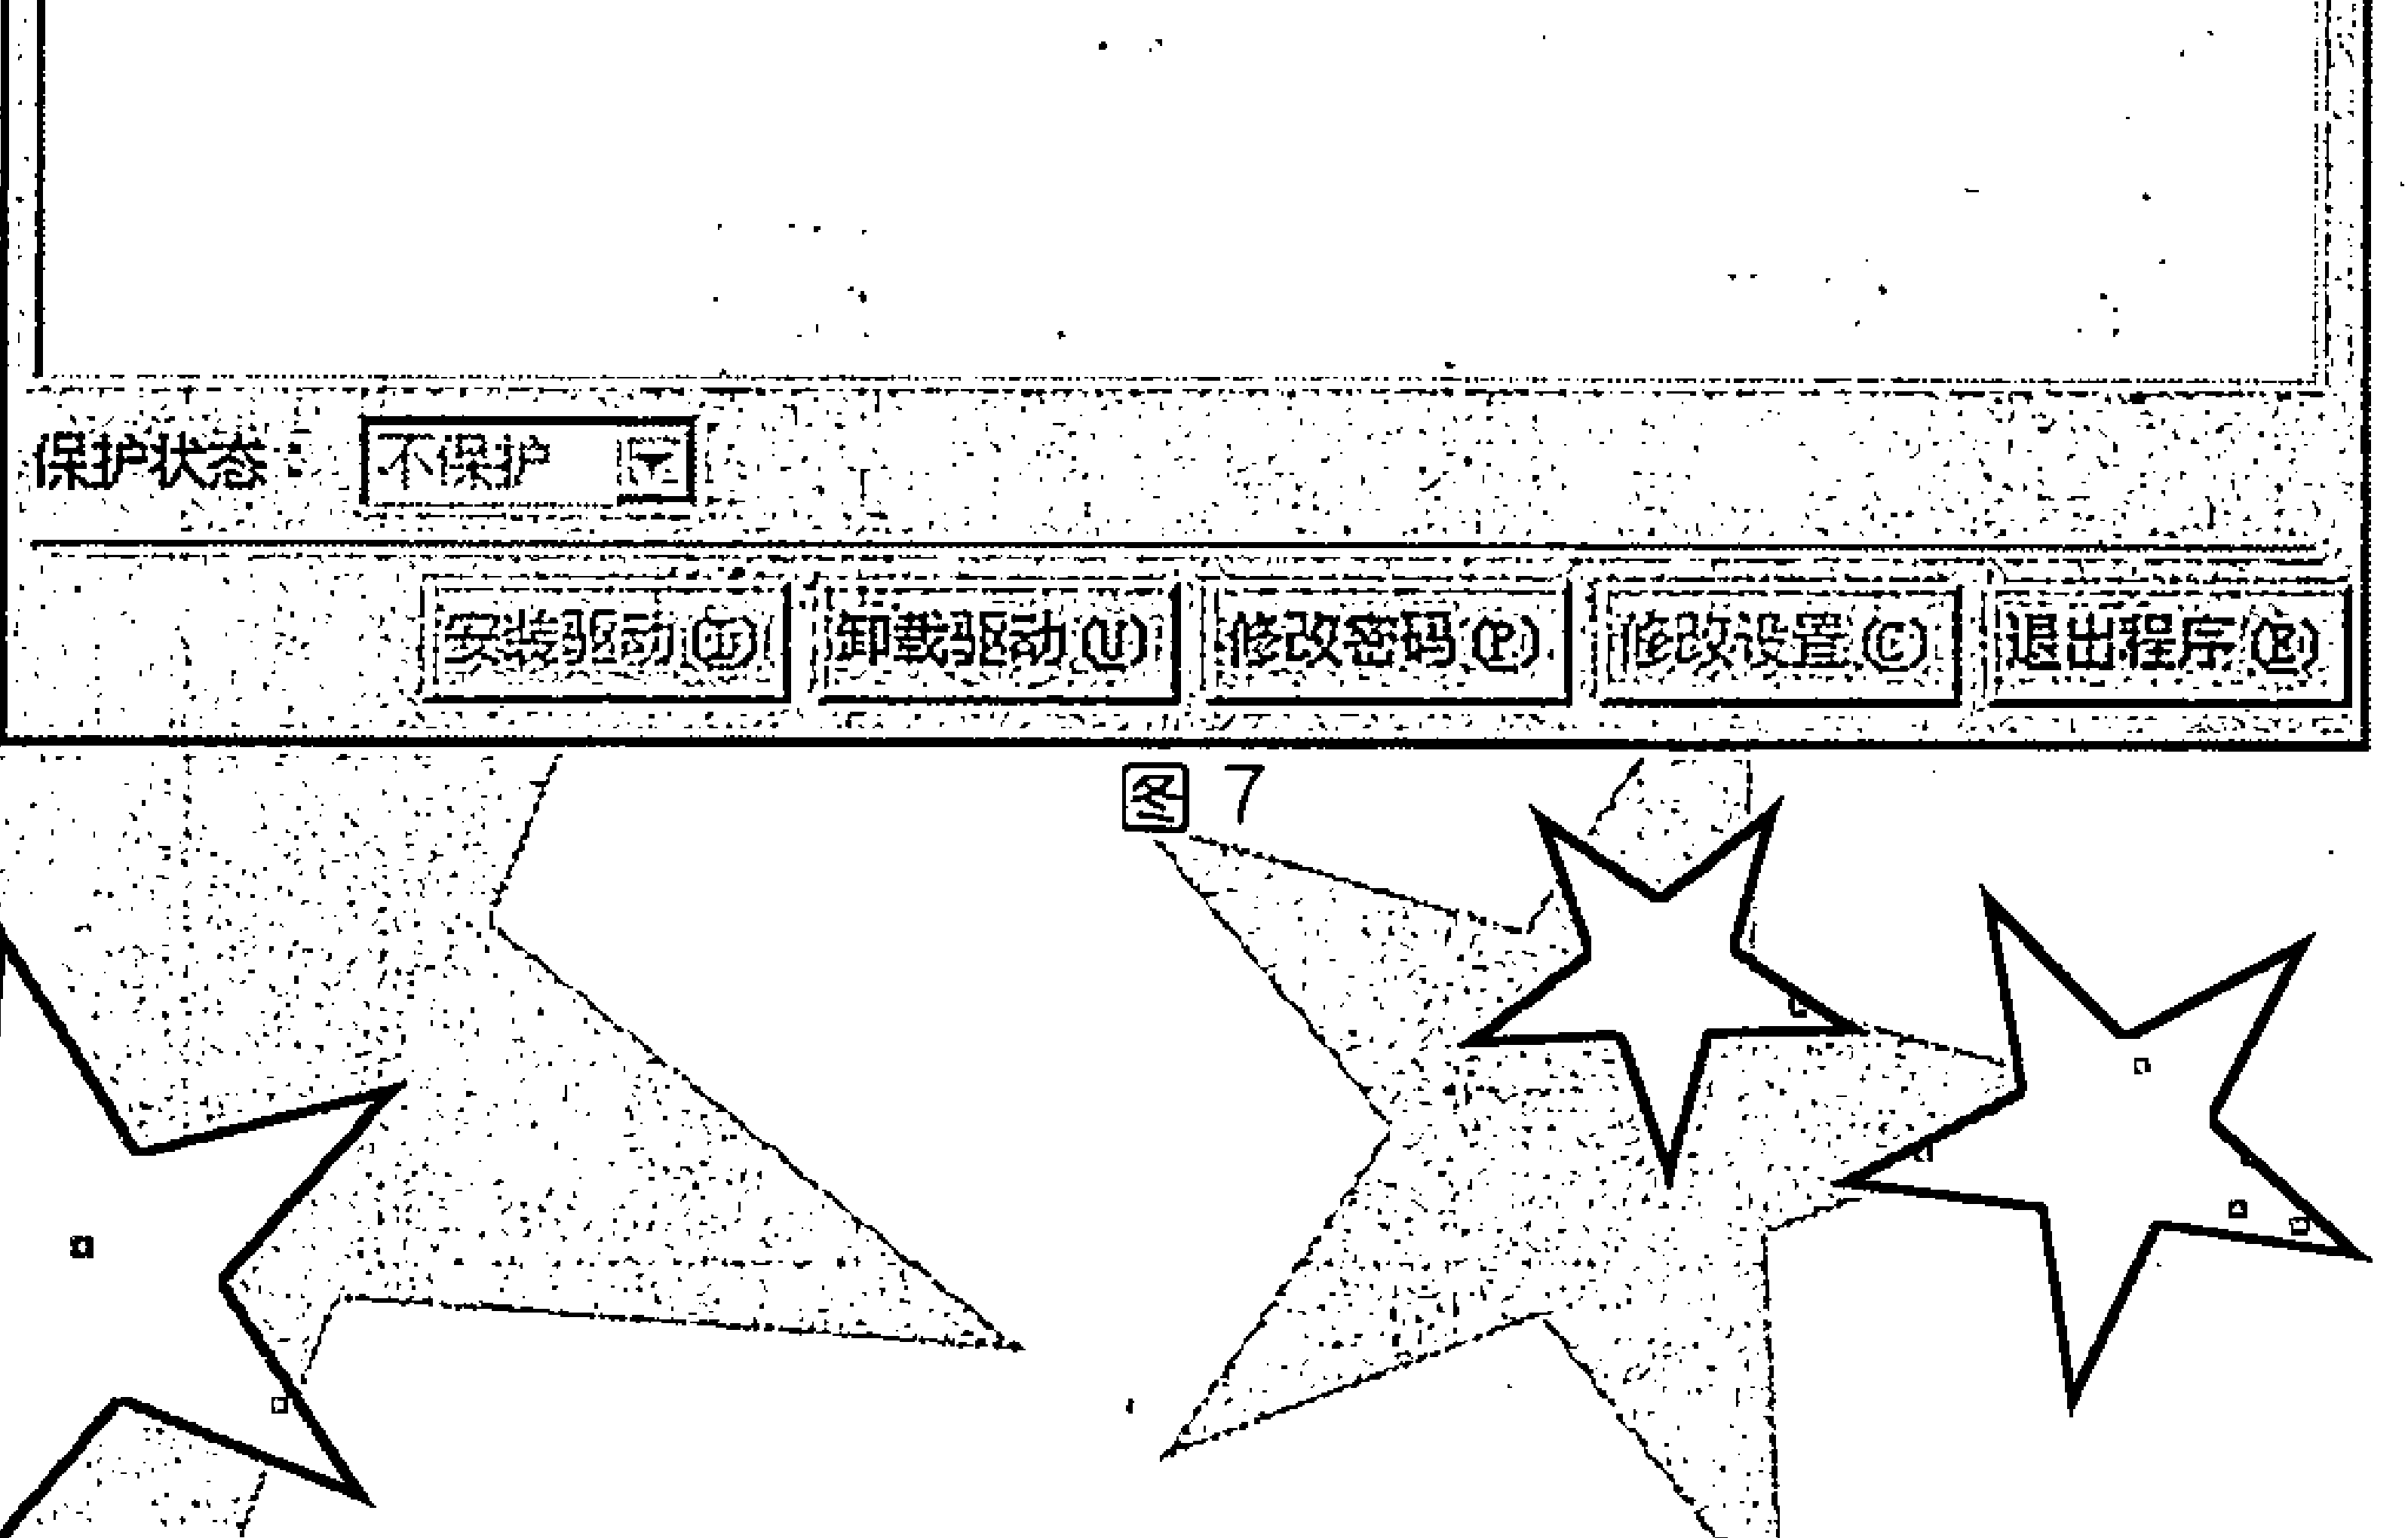 保护状态： 不保护
安装驱动(I) 卸载驱动(U) 修改密码(P) 修改设置(C) 退出程序(X)
图 7